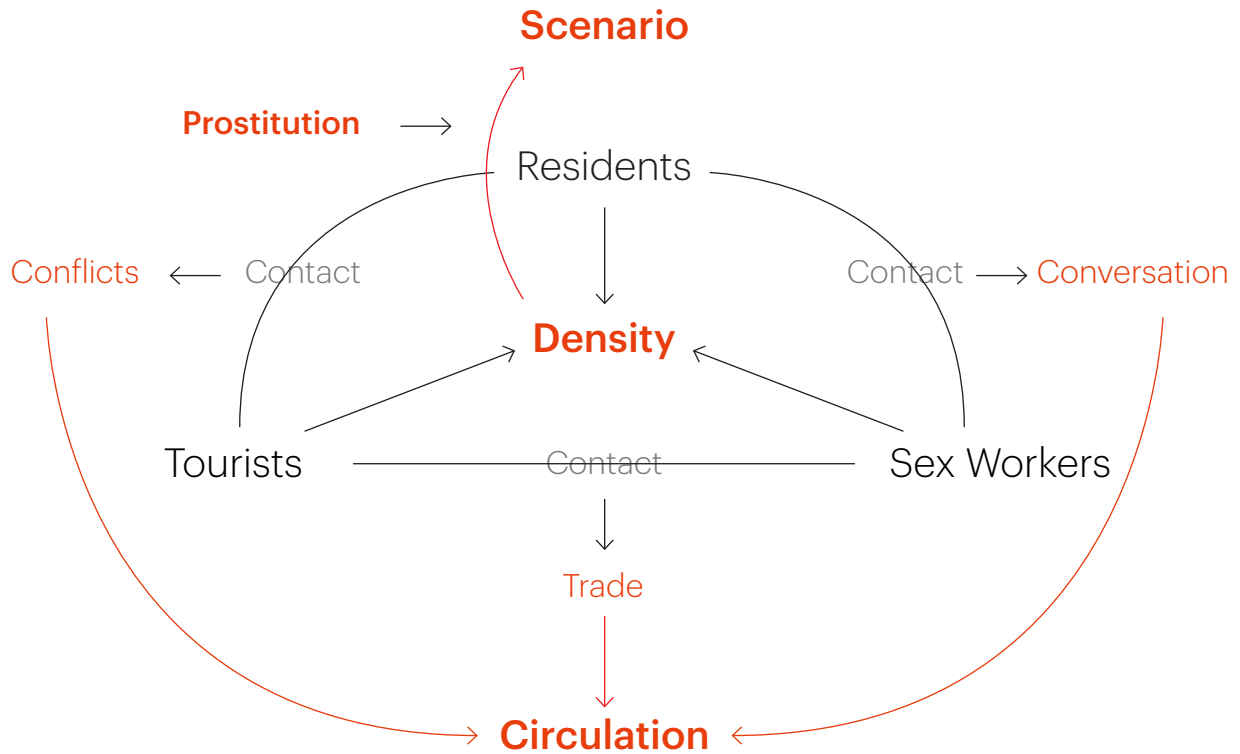 Scenario
Prostitution
Residents
Conflicts
Contact
Contact
Conversation
Density
Tourists
Contact
Sex Workers
Trade
Circulation